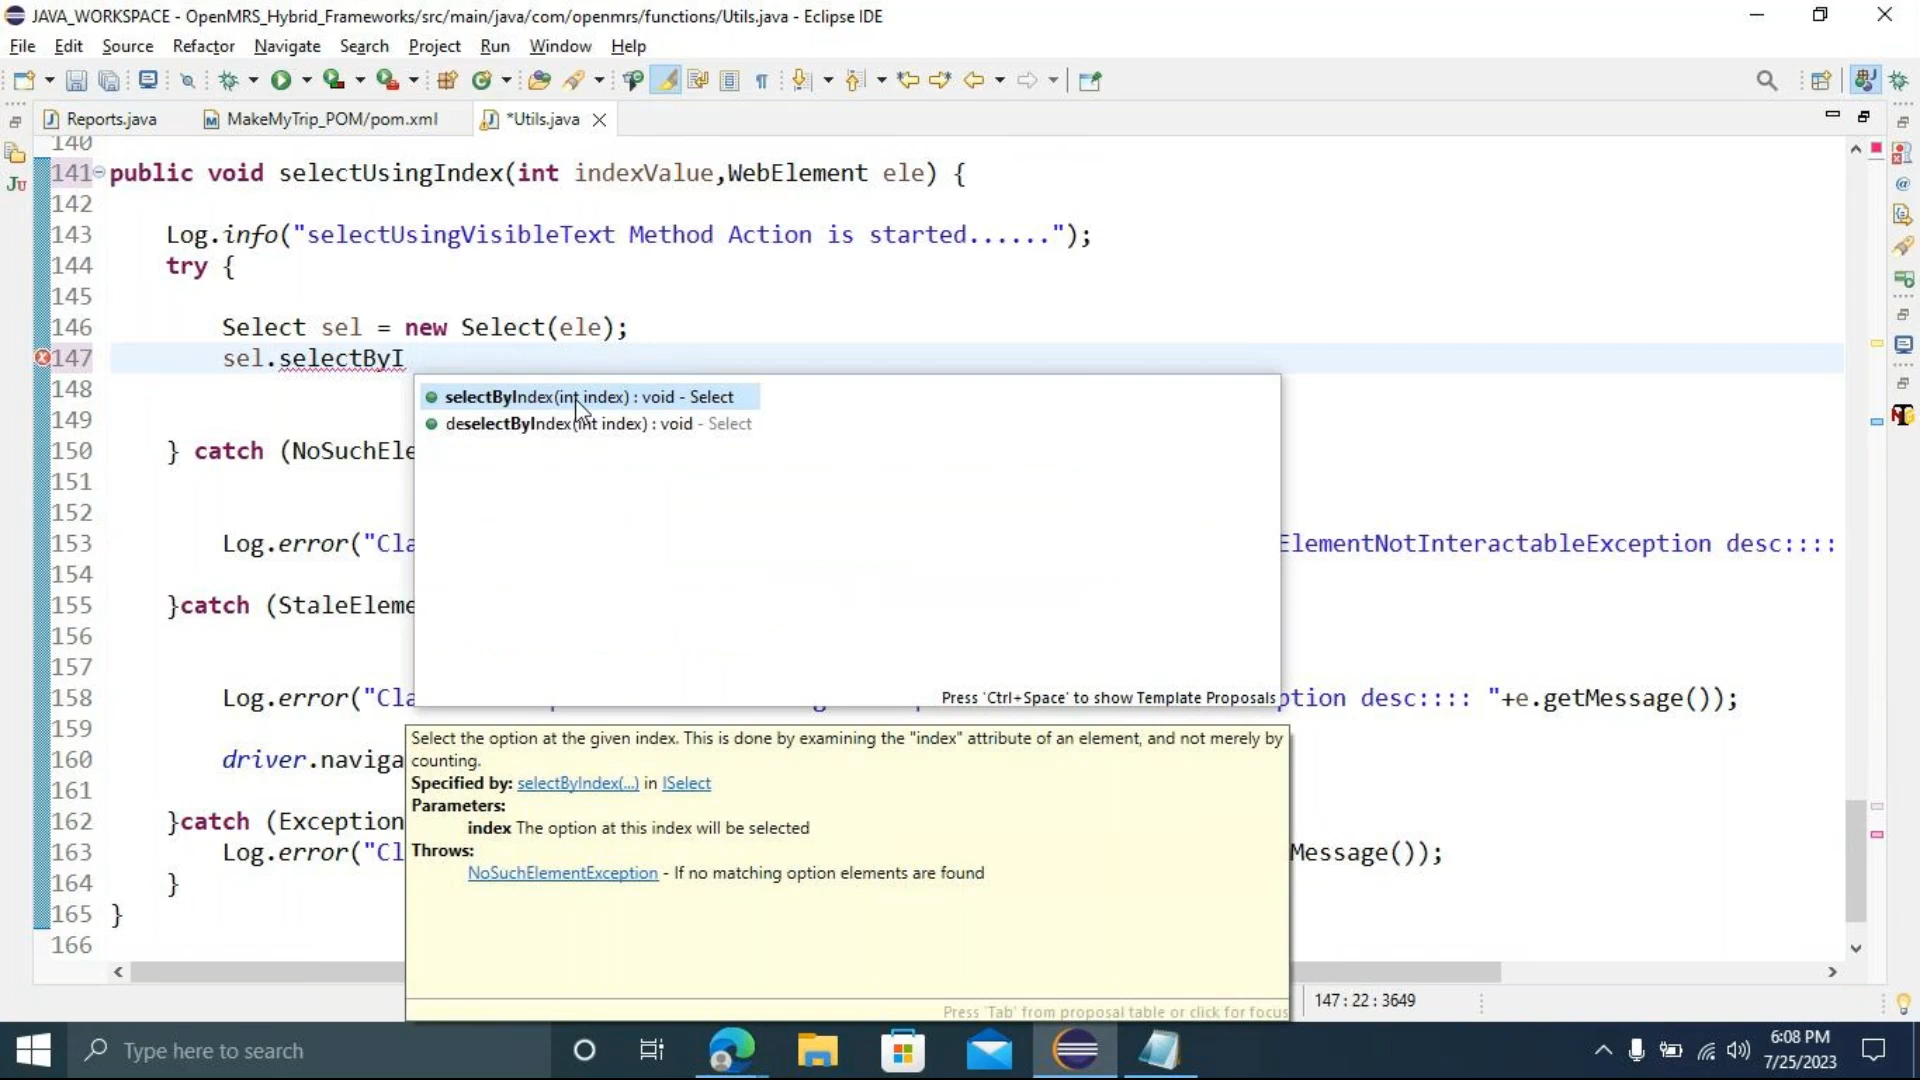 JAVA_WORKSPACE - OpenMRS_Hybrid_Frameworks/src/main/java/com/openmrs/functions/Utils.java - Eclipse IDE
File Edit Source Refactor Navigate Search Project Run Window Help
Reports.java MakeMyTrip_POM/pom.xml *Utils.java
140
141 public void selectUsingIndex(int indexValue,WebElement ele) {
142
143 Log.info("selectUsingVisibleText Method Action is started......");
144 try {
145
146 Select sel = new Select(ele);
147 sel.selectByI
148
selectByIndex(int index) : void - Select
149
deselectByIndex(int index) : void - Select
150 } catch (NoSuchEle
151
152
153 Log.error("Cla ElementNotInteractableException desc::::
154
155 }catch (StaleEleme
156
157
158 Log.error("Cla ption desc:::: "+e.getMessage());
Press 'Ctrl+Space' to show Template Proposals
159
160 driver.naviga
161
162 }catch (Exception
163 Log.error("Cl Message());
164 }
165 }
166
Select the option at the given index. This is done by examining the "index" attribute of an element, and not merely by
counting.
Specified by: selectByIndex(...) in ISelect
Parameters:
index The option at this index will be selected
Throws:
NoSuchElementException - If no matching option elements are found
Press 'Tab' from proposal table or click for focus
147 : 22 : 3649
Type here to search
6:08 PM
7/25/2023